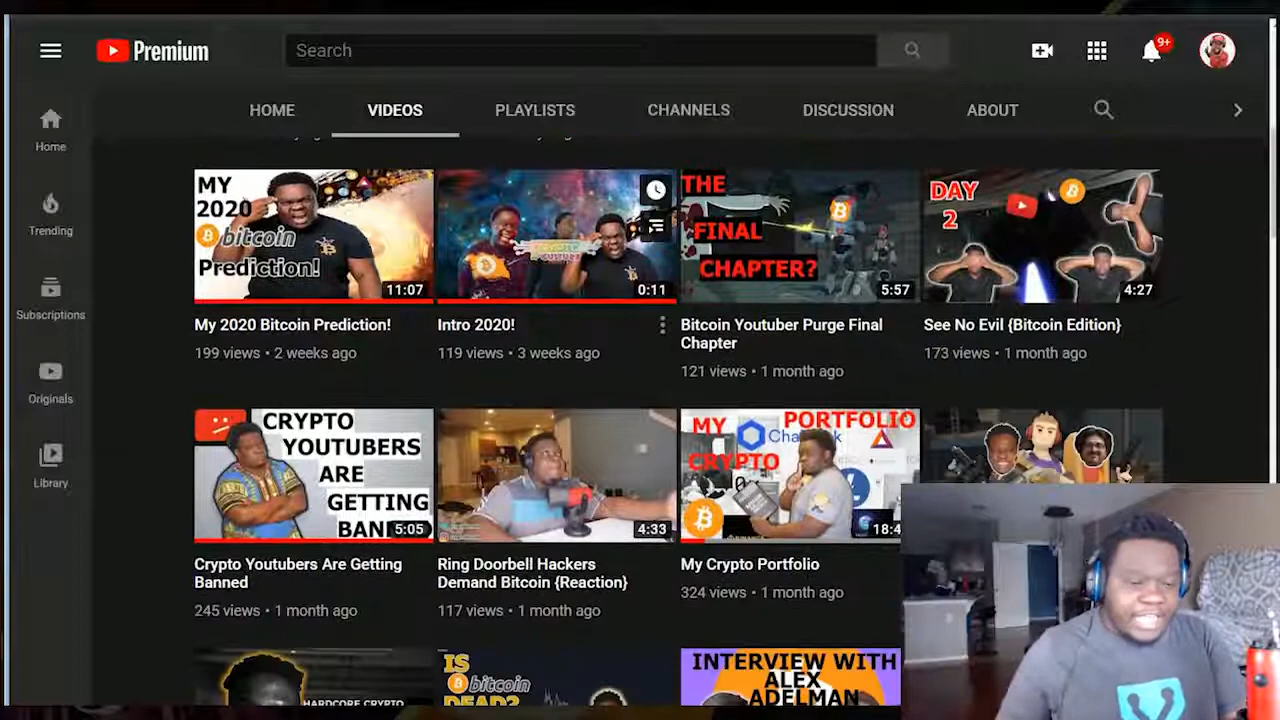 Premium
Search
9+
HOME
VIDEOS
PLAYLISTS
CHANNELS
DISCUSSION
ABOUT
Home
Trending
Subscriptions
Originals
Library
MY
2020
bitcoin
Prediction!
11:07
My 2020 Bitcoin Prediction!
199 views • 2 weeks ago
0:11
Intro 2020!
119 views • 3 weeks ago
THE
FINAL
CHAPTER?
5:57
Bitcoin Youtuber Purge Final
Chapter
121 views • 1 month ago
DAY
2
4:27
See No Evil {Bitcoin Edition}
173 views • 1 month ago
CRYPTO
YOUTUBERS
ARE
GETTING
5:05
Crypto Youtubers Are Getting
Banned
245 views • 1 month ago
4:33
Ring Doorbell Hackers
Demand Bitcoin {Reaction}
117 views • 1 month ago
MY PORTFOLIO
CRYPTO
18:4
My Crypto Portfolio
324 views • 1 month ago
HARDCORE CRYPTO
IS
bitcoin
DEAD?
INTERVIEW WITH
ALEX
ADELMAN